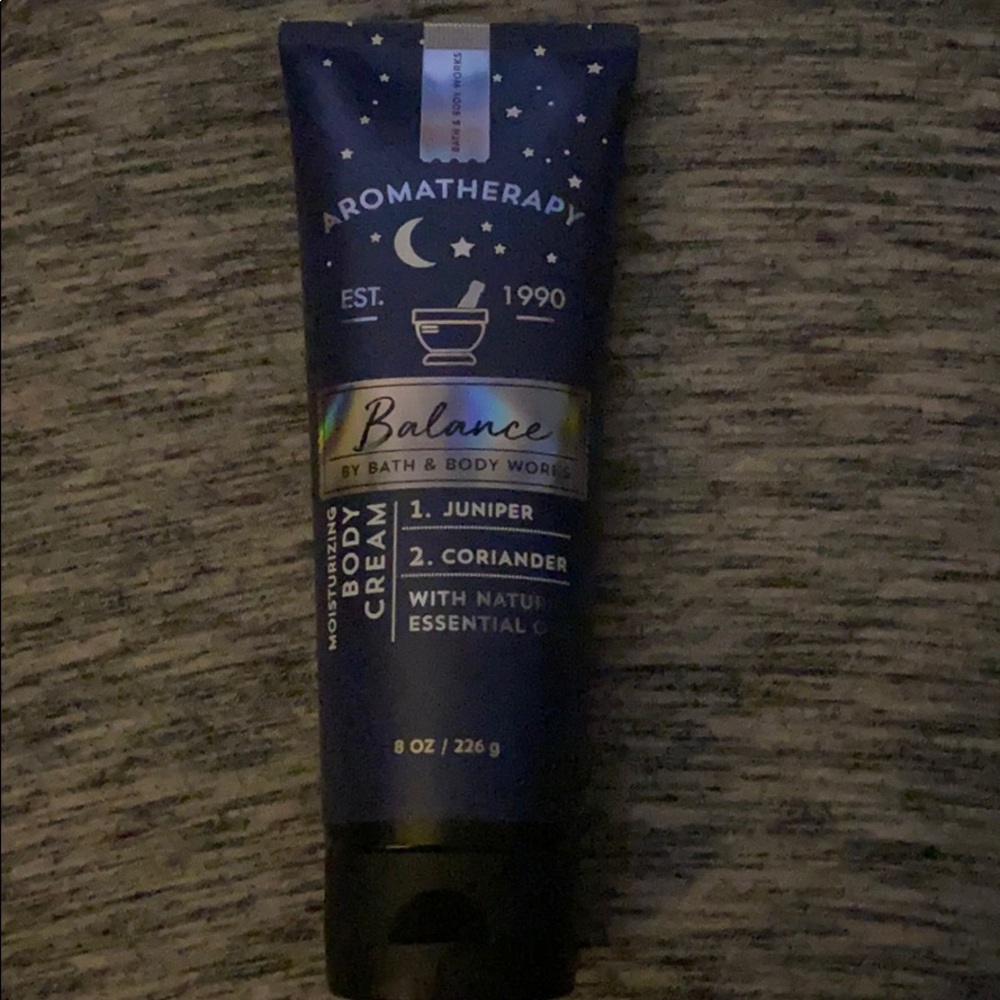 BATH & BODY WORKS
AROMATHERAPY
EST. 1990
Balance
BY BATH & BODY WORKS
MOISTURIZING
BODY
CREAM
1. JUNIPER
2. CORIANDER
WITH
ESSENTIAL
8 OZ / 226 g